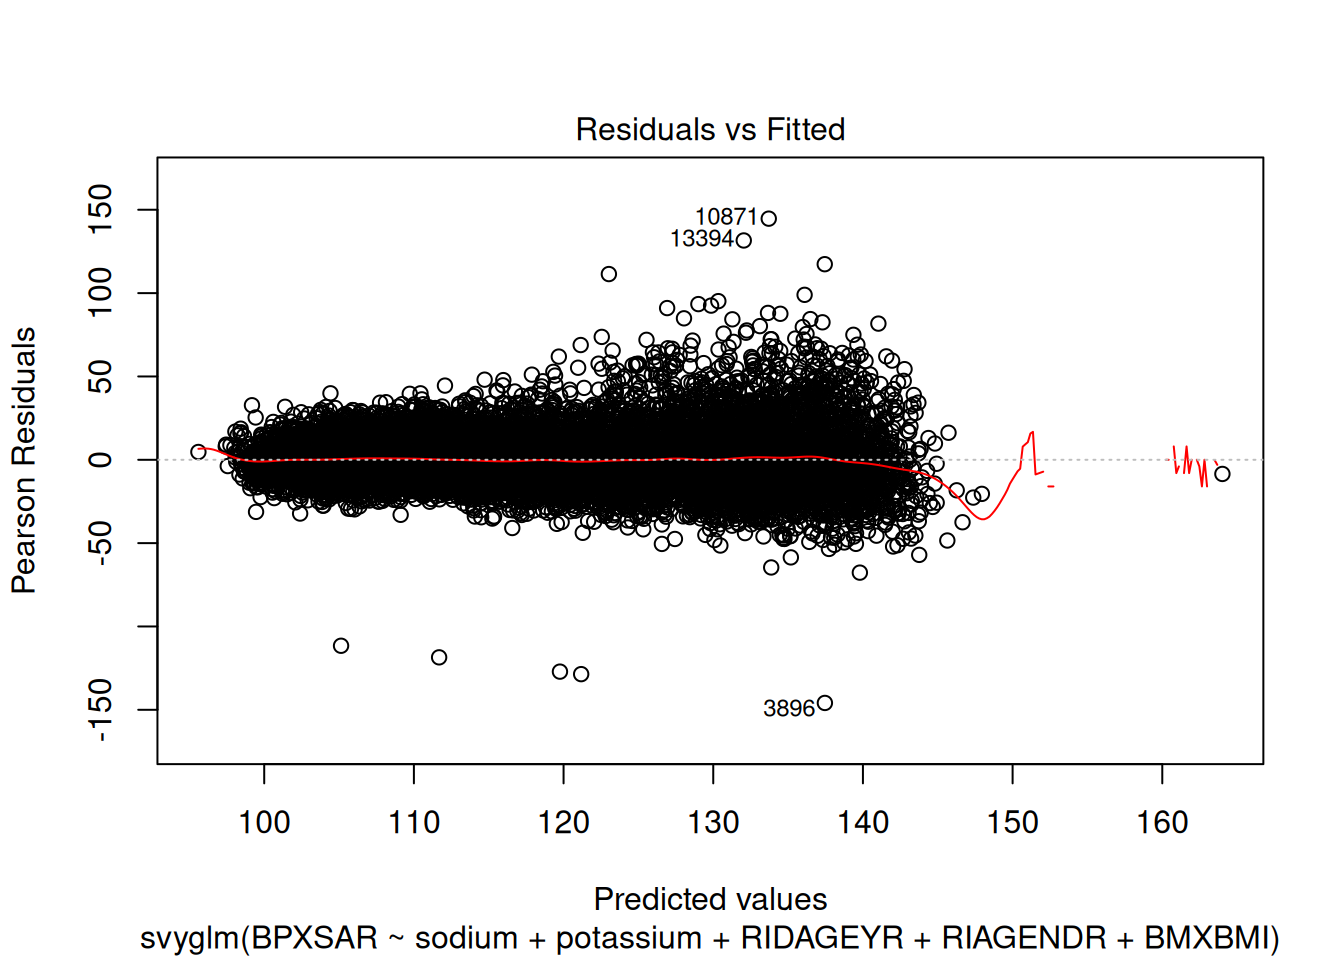 Residuals vs Fitted
150
100
50
0
-50
-150
Pearson Residuals
10871
13394
3896
100 110 120 130 140 150 160
Predicted values
svyglm(BPXSAR ~ sodium + potassium + RIDAGEYR + RIAGENDR + BMXBMI)